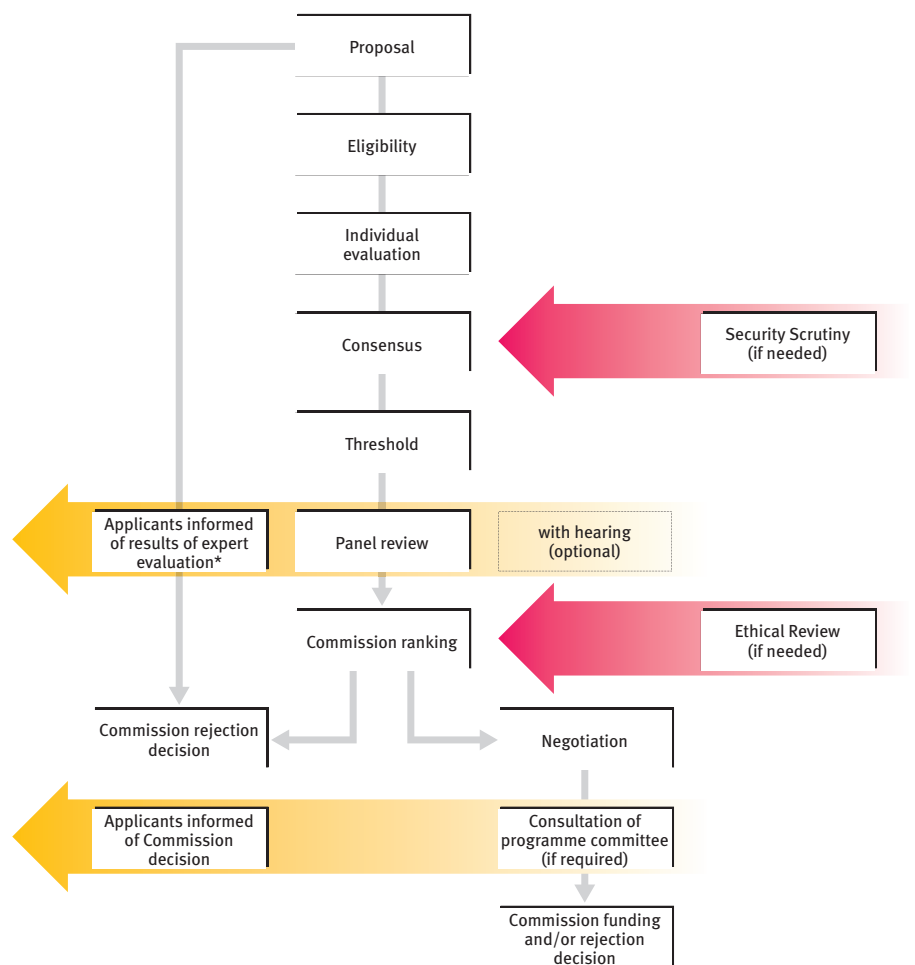 Proposal
Eligibility
Individual
evaluation
Consensus
Security Scrutiny
(if needed)
Threshold
Applicants informed
of results of expert
evaluation*
Panel review
with hearing
(optional)
Commission ranking
Ethical Review
(if needed)
Commission rejection
decision
Negotiation
Applicants informed
of Commission
decision
Consultation of
programme committee
(if required)
Commission funding
and/or rejection
decision